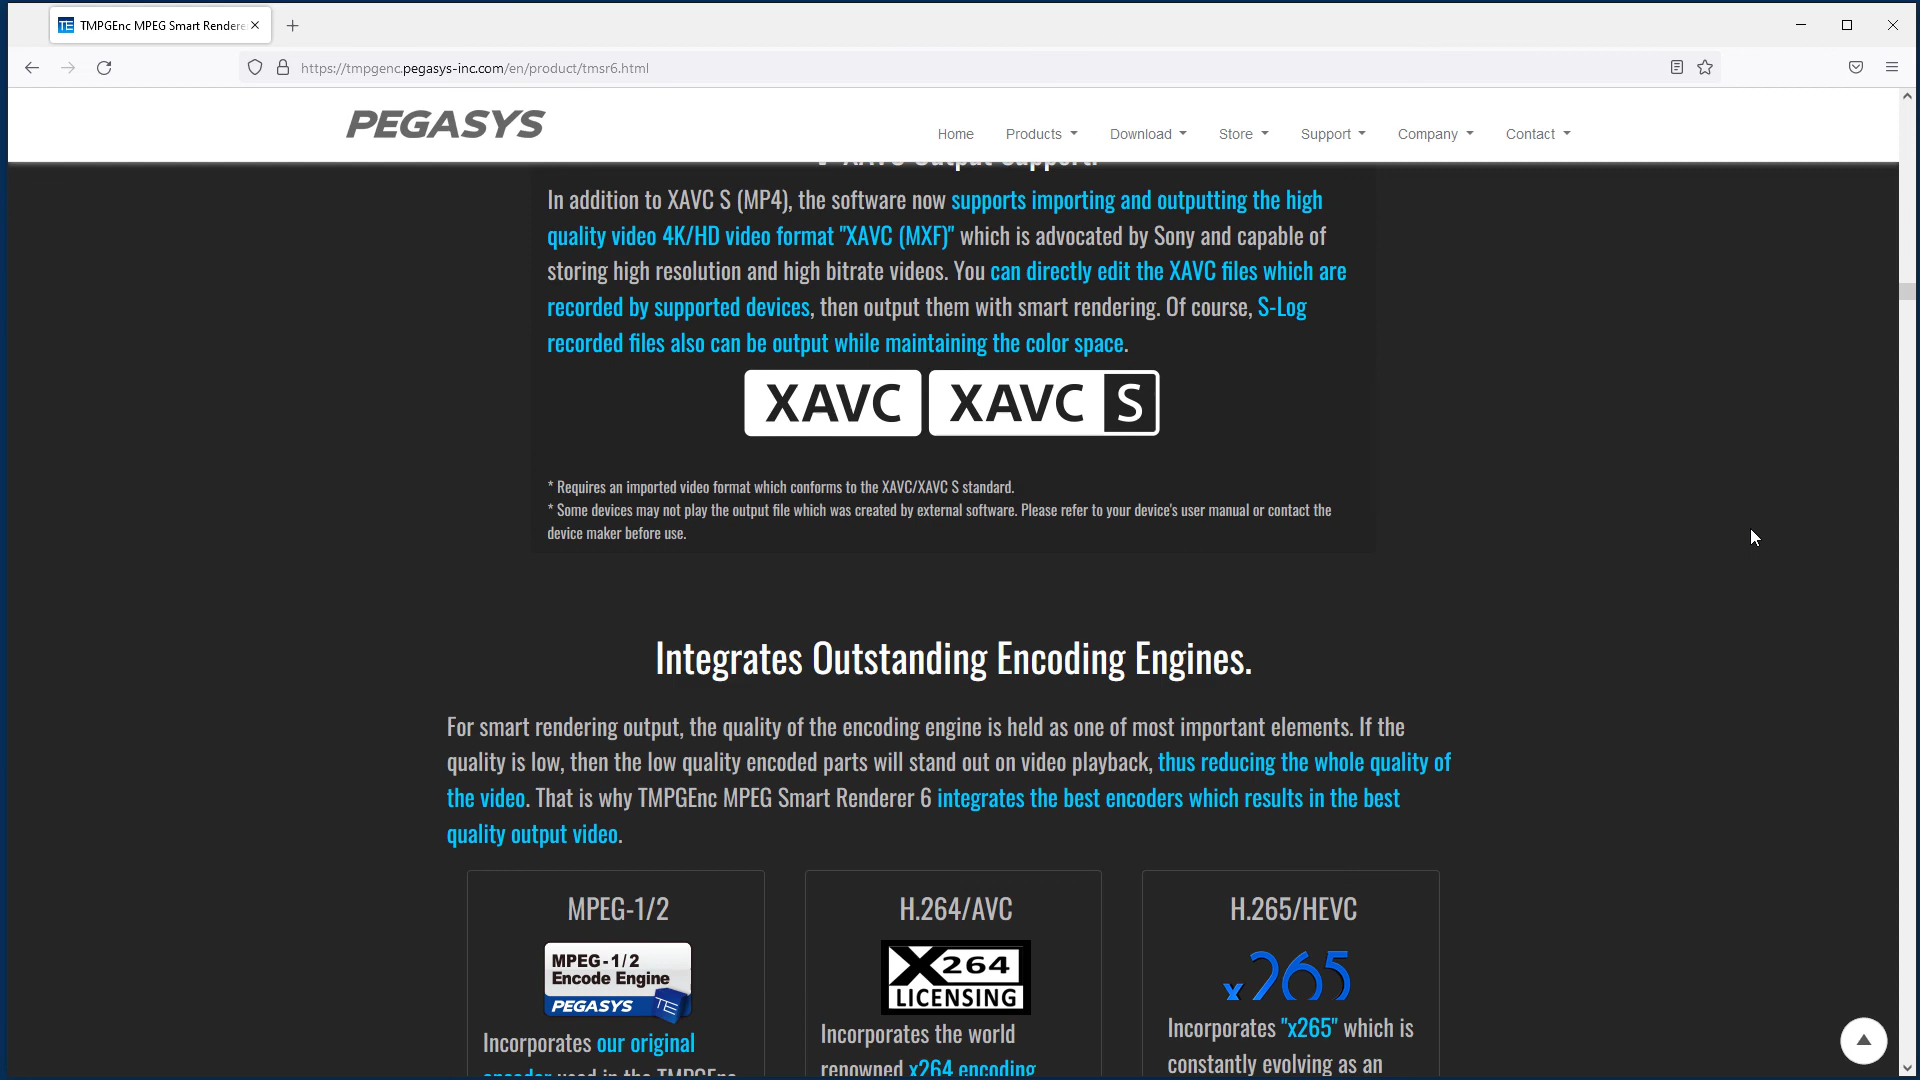 TMPGEnc MPEG Smart Rendere
https://tmpgenc.pegasys-inc.com/en/product/tmsr6.html
PEGASYS
Home Products Download Store Support Company Contact
XAVC Output Support!
In addition to XAVC S (MP4), the software now supports importing and outputting the high
quality video 4K/HD video format "XAVC (MXF)" which is advocated by Sony and capable of
storing high resolution and high bitrate videos. You can directly edit the XAVC files which are
recorded by supported devices, then output them with smart rendering. Of course, S-Log
recorded files also can be output while maintaining the color space.
XAVC XAVC S
* Requires an imported video format which conforms to the XAVC/XAVC S standard.
* Some devices may not play the output file which was created by external software. Please refer to your device's user manual or contact the
device maker before use.
Integrates Outstanding Encoding Engines.
For smart rendering output, the quality of the encoding engine is held as one of most important elements. If the
quality is low, then the low quality encoded parts will stand out on video playback, thus reducing the whole quality of
the video. That is why TMPGEnc MPEG Smart Renderer 6 integrates the best encoders which results in the best
quality output video.
MPEG-1/2
MPEG-1/2
Encode Engine
PEGASYS TE
Incorporates our original
encoder used in the TMPGEnc
H.264/AVC
X264
LICENSING
Incorporates the world
renowned x264 encoding
H.265/HEVC
x265
Incorporates "x265" which is
constantly evolving as an